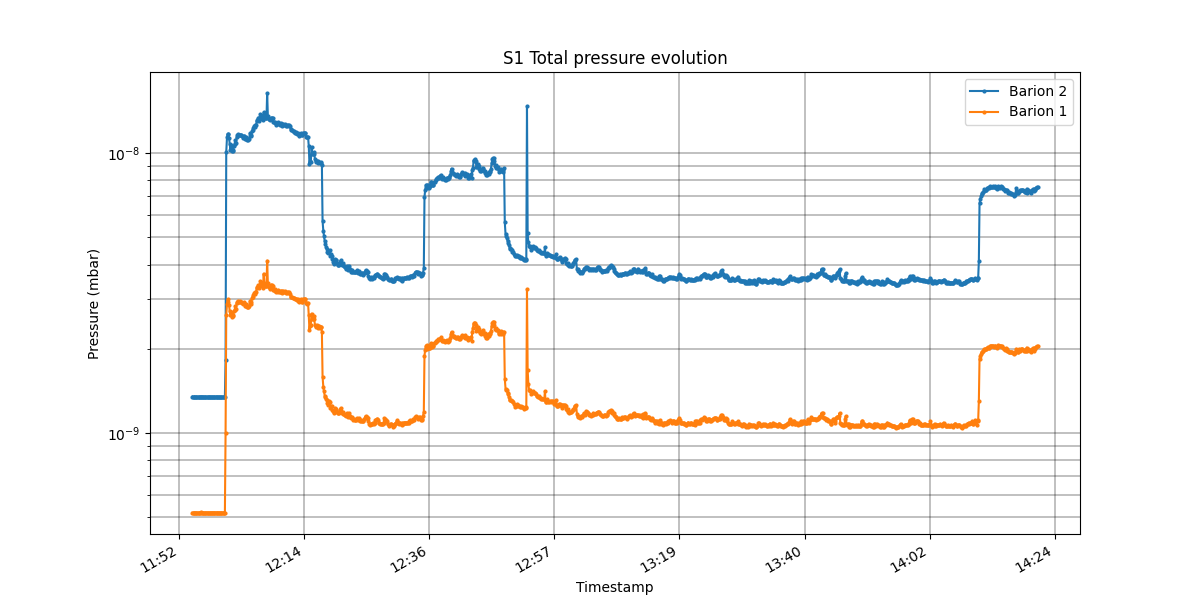 S1 Total pressure evolution
Barion 2
Barion 1
10⁻⁸
10⁻⁹
Pressure (mbar)
11:52 12:14 12:36 12:57 13:19 13:40 14:02 14:24
Timestamp